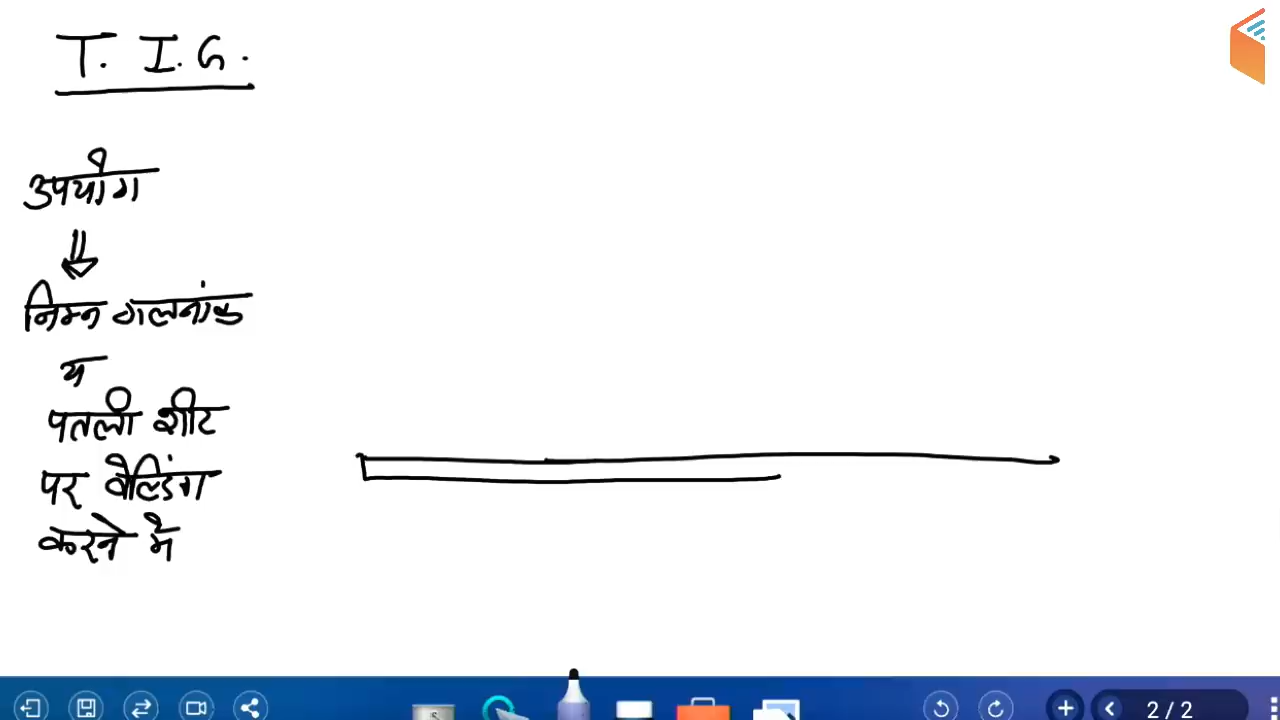 T. I. G.
उपयोग
निम्न गलनांक
व
पतली शीट
पर वेल्डिंग
करने मे
2 / 2